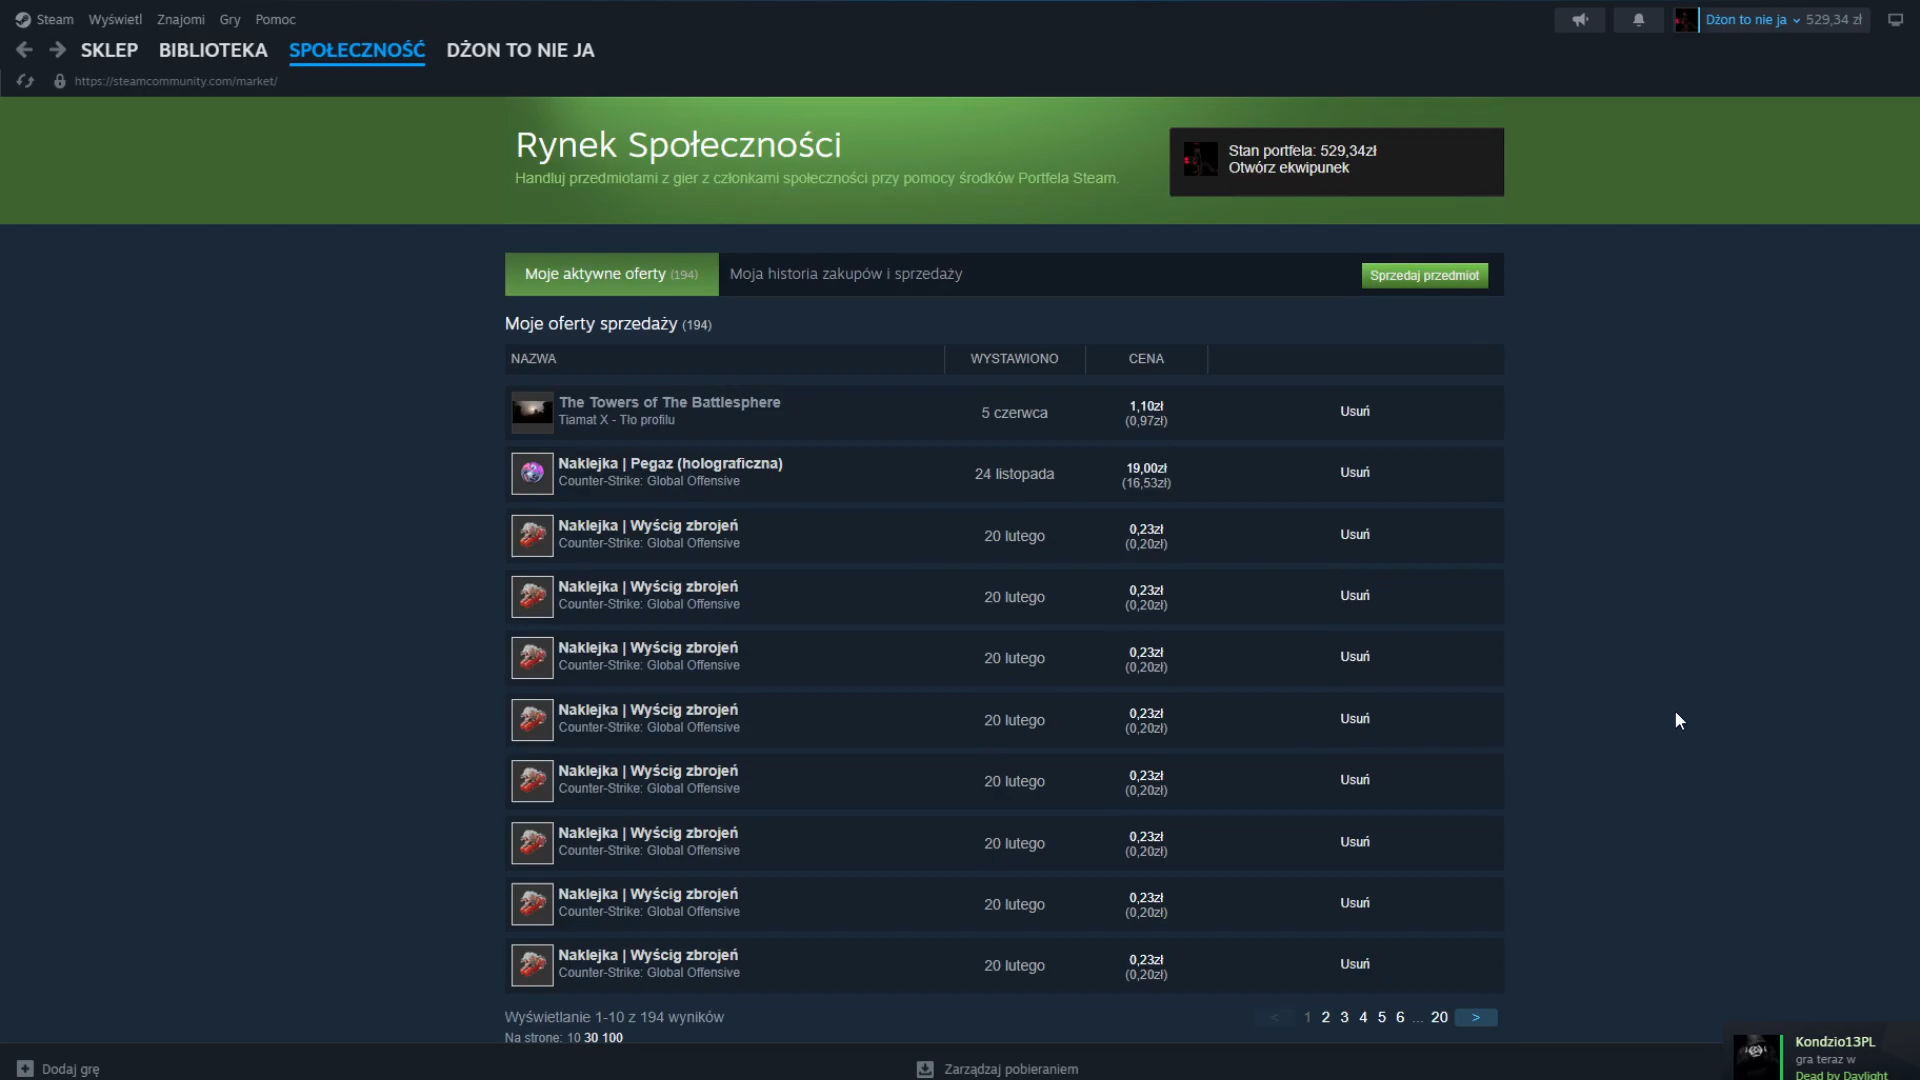 Steam Wyświetl Znajomi Gry Pomoc
Dżon to nie ja 529,34 zł
SKLEP BIBLIOTEKA SPOŁECZNOŚĆ DŻON TO NIE JA
https://steamcommunity.com/market/
Rynek Społeczności
Handluj przedmiotami z gier z członkami społeczności przy pomocy środków Portfela Steam.
Stan portfela: 529,34zł
Otwórz ekwipunek
Moje aktywne oferty (194) Moja historia zakupów i sprzedaży Sprzedaj przedmiot
Moje oferty sprzedaży (194)
NAZWA WYSTAWIONO CENA
The Towers of The Battlesphere
Tiamat X - Tło profilu
5 czerwca
1,10zł
(0,97zł)
Usuń
Naklejka | Pegaz (holograficzna)
Counter-Strike: Global Offensive
24 listopada
19,00zł
(16,53zł)
Usuń
Naklejka | Wyścig zbrojeń
Counter-Strike: Global Offensive
20 lutego
0,23zł
(0,20zł)
Usuń
Naklejka | Wyścig zbrojeń
Counter-Strike: Global Offensive
20 lutego
0,23zł
(0,20zł)
Usuń
Naklejka | Wyścig zbrojeń
Counter-Strike: Global Offensive
20 lutego
0,23zł
(0,20zł)
Usuń
Naklejka | Wyścig zbrojeń
Counter-Strike: Global Offensive
20 lutego
0,23zł
(0,20zł)
Usuń
Naklejka | Wyścig zbrojeń
Counter-Strike: Global Offensive
20 lutego
0,23zł
(0,20zł)
Usuń
Naklejka | Wyścig zbrojeń
Counter-Strike: Global Offensive
20 lutego
0,23zł
(0,20zł)
Usuń
Naklejka | Wyścig zbrojeń
Counter-Strike: Global Offensive
20 lutego
0,23zł
(0,20zł)
Usuń
Naklejka | Wyścig zbrojeń
Counter-Strike: Global Offensive
20 lutego
0,23zł
(0,20zł)
Usuń
Wyświetlanie 1-10 z 194 wyników
< 1 2 3 4 5 6 ... 20 >
Na stronę: 10 30 100
Dodaj grę
Zarządzaj pobieraniem
Kondzio13PL
gra teraz w
Dead by Daylight